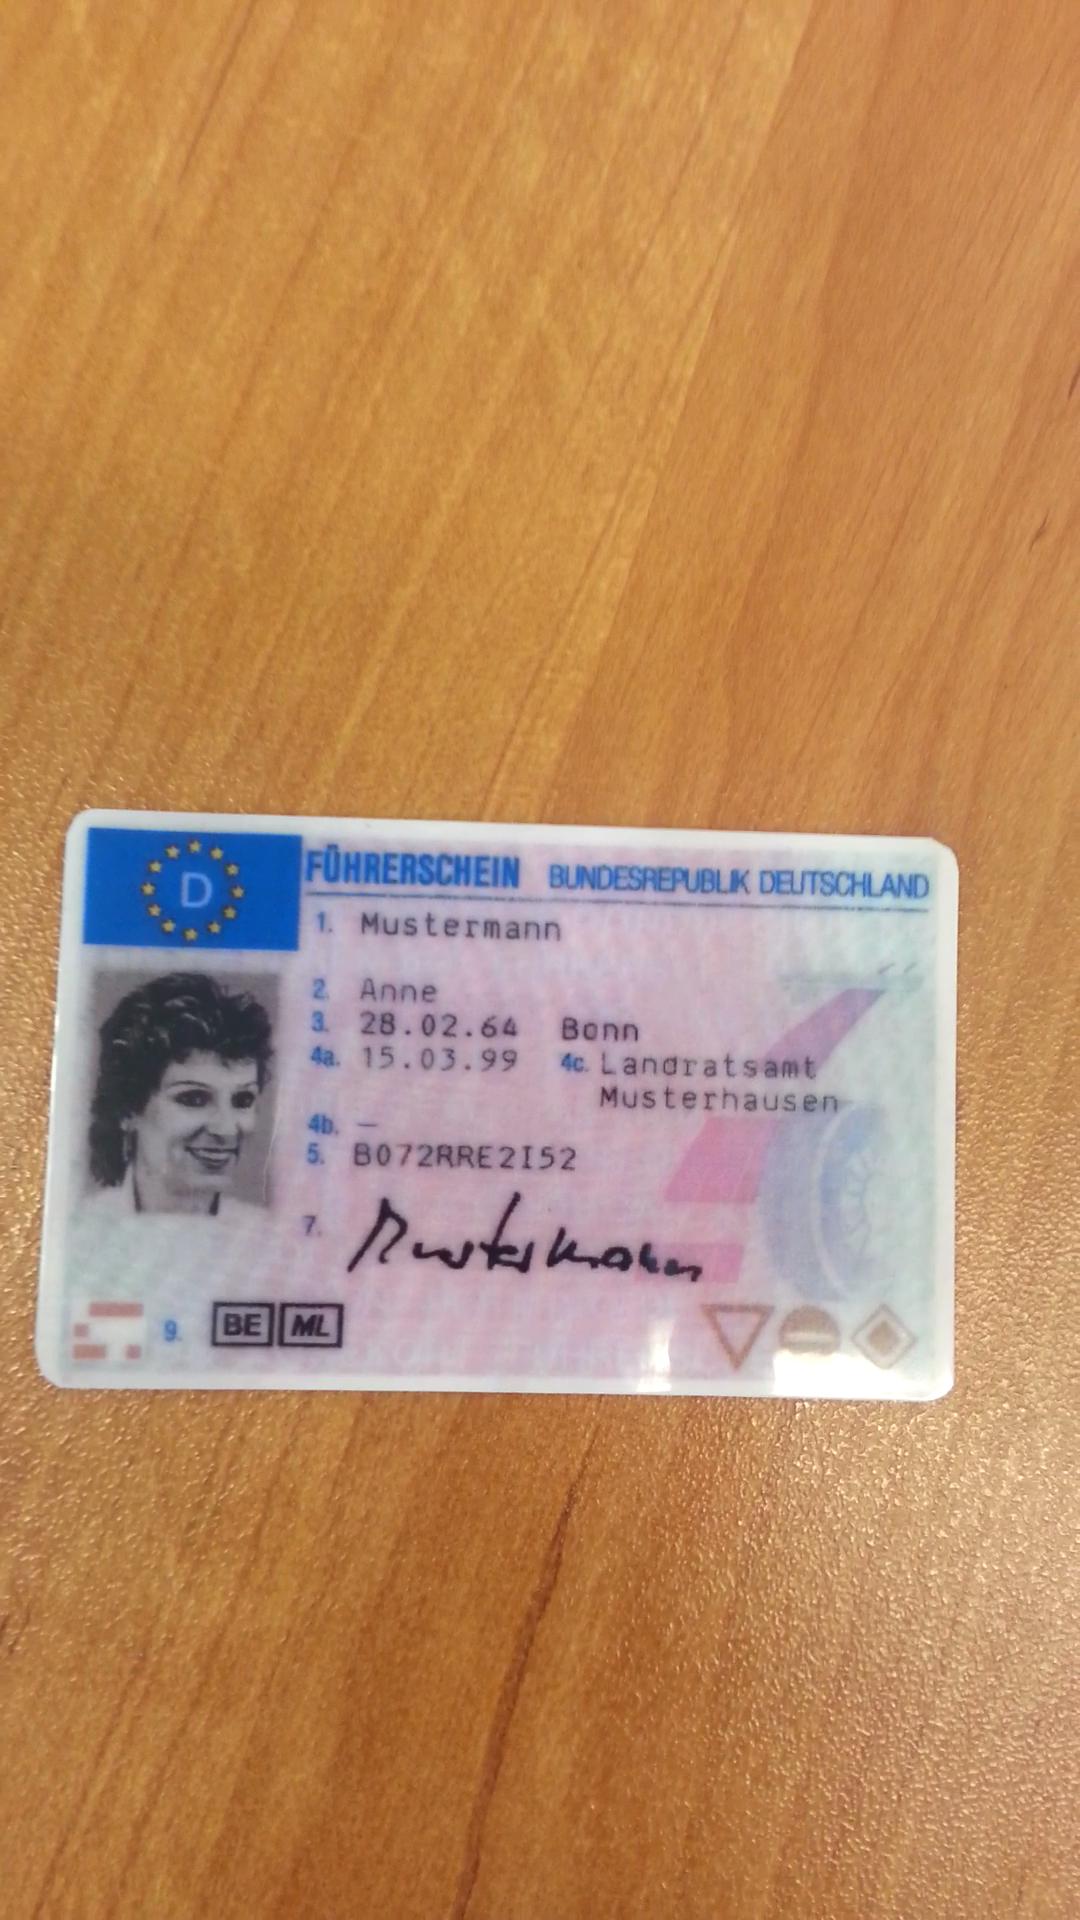 D
FÜHRERSCHEIN BUNDESREPUBLIK DEUTSCHLAND
1. Mustermann
2. Anne
3. 28.02.64 Bonn
4a. 15.03.99 4c. Landratsamt
Musterhausen
4b. –
5. B072RRE2I52
7. Mustermann
9. BE ML